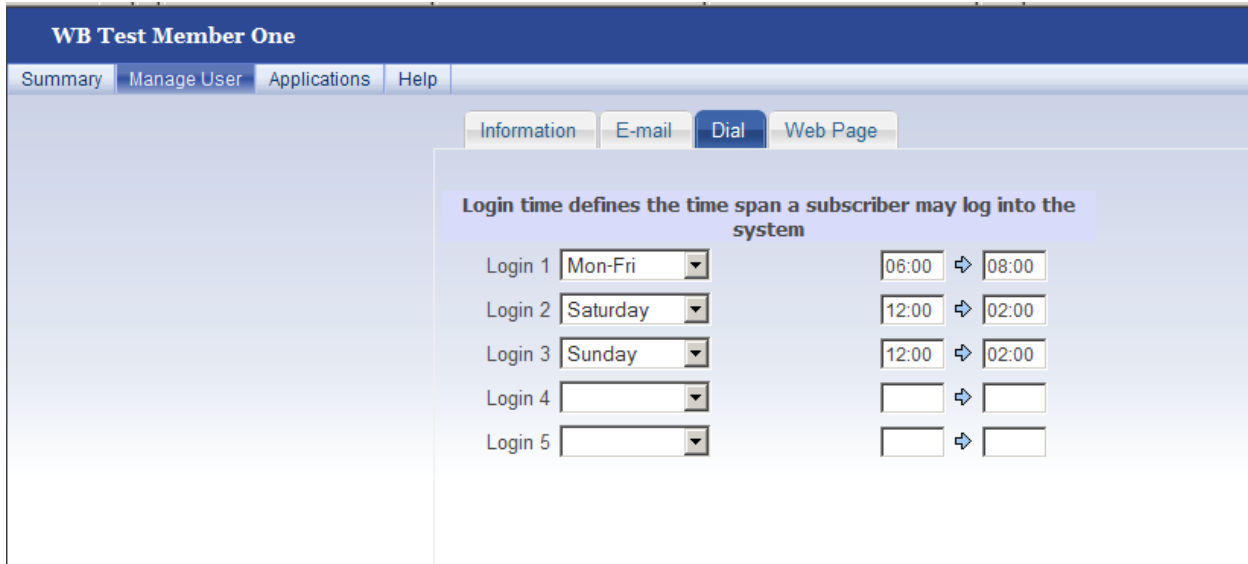 WB Test Member One
Summary Manage User Applications Help
Information E-mail Dial Web Page
Login time defines the time span a subscriber may log into the
system
Login 1 Mon-Fri 06:00 08:00
Login 2 Saturday 12:00 02:00
Login 3 Sunday 12:00 02:00
Login 4
Login 5